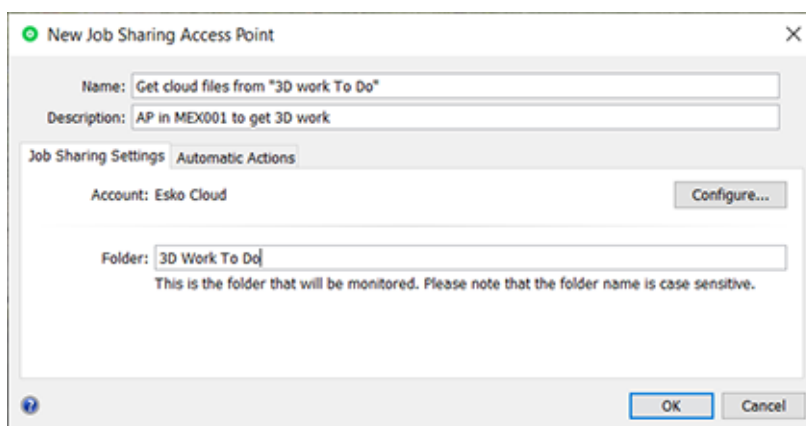 New Job Sharing Access Point
Name: Get cloud files from "3D work To Do"
Description: AP in MEX001 to get 3D work
Job Sharing Settings Automatic Actions
Account: Esko Cloud Configure...
Folder: 3D Work To Do
This is the folder that will be monitored. Please note that the folder name is case sensitive.
OK Cancel